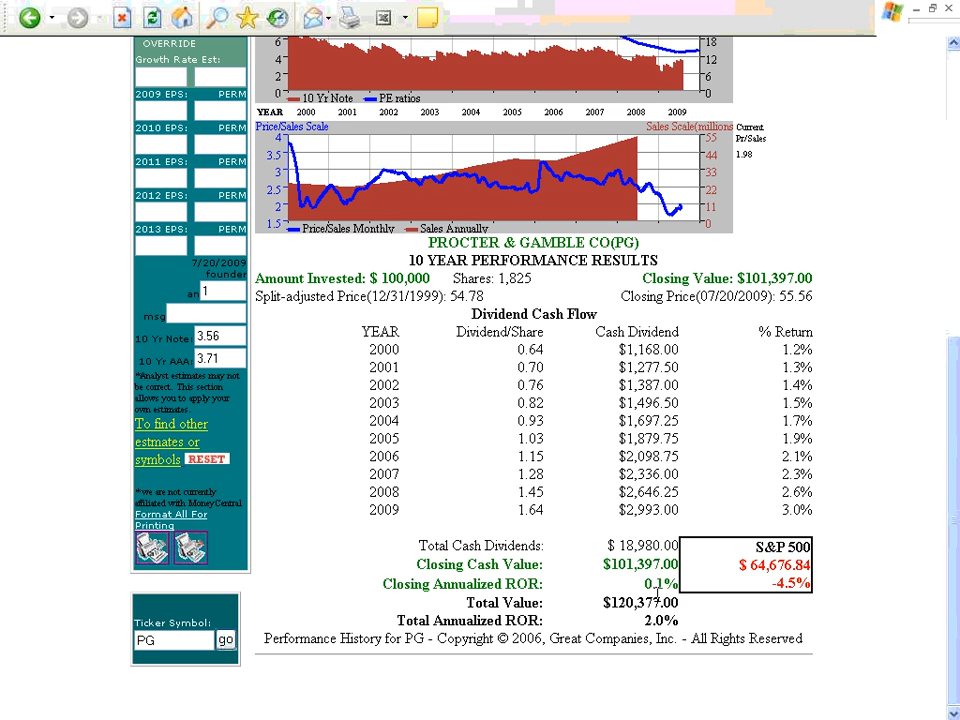 OVERRIDE
Growth Rate Est:
2009 EPS: PERM
2010 EPS: PERM
2011 EPS: PERM
2012 EPS: PERM
2013 EPS: PERM
7/20/2009
founder
an 1
msg
10 Yr Note: 3.56
10 Yr AAA: 3.71
*Analyst estimates may not
be correct. This section
allows you to apply your
own estimates.
To find other
estmates or
symbols RESET
*we are not currently
affiliated with MoneyCentral
Format All For
Printing
Ticker Symbol:
PG go
6 18
4 12
2 6
0 0
10 Yr Note PE ratios
YEAR 2000 2001 2002 2003 2004 2005 2006 2007 2008 2009
Price/Sales Scale Sales Scale(millions Current
Pr/Sales
1.98
4 55
3.5 44
3 33
2.5 22
2 11
1.5 0
Price/Sales Monthly Sales Annually
PROCTER & GAMBLE CO(PG)
10 YEAR PERFORMANCE RESULTS
Amount Invested: $ 100,000 Shares: 1,825 Closing Value: $101,397.00
Split-adjusted Price(12/31/1999): 54.78 Closing Price(07/20/2009): 55.56
Dividend Cash Flow
YEAR Dividend/Share Cash Dividend % Return
2000 0.64 $1,168.00 1.2%
2001 0.70 $1,277.50 1.3%
2002 0.76 $1,387.00 1.4%
2003 0.82 $1,496.50 1.5%
2004 0.93 $1,697.25 1.7%
2005 1.03 $1,879.75 1.9%
2006 1.15 $2,098.75 2.1%
2007 1.28 $2,336.00 2.3%
2008 1.45 $2,646.25 2.6%
2009 1.64 $2,993.00 3.0%
Total Cash Dividends: $ 18,980.00 S&P 500
Closing Cash Value: $101,397.00 $ 64,676.84
Closing Annualized ROR: 0.1% -4.5%
Total Value: $120,377.00
Total Annualized ROR: 2.0%
Performance History for PG - Copyright © 2006, Great Companies, Inc. - All Rights Reserved